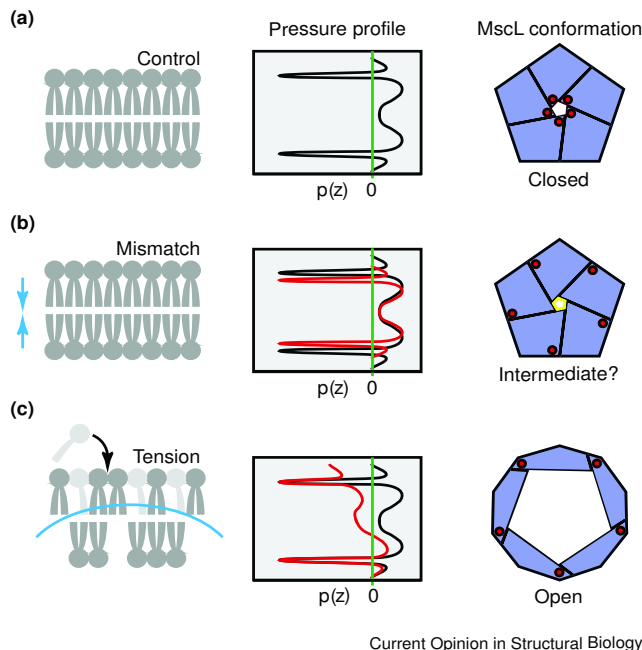 (a)
Pressure profile
MscL conformation
Control
p(z) 0
Closed
(b)
Mismatch
p(z) 0
Intermediate?
(c)
Tension
p(z) 0
Open
Current Opinion in Structural Biology